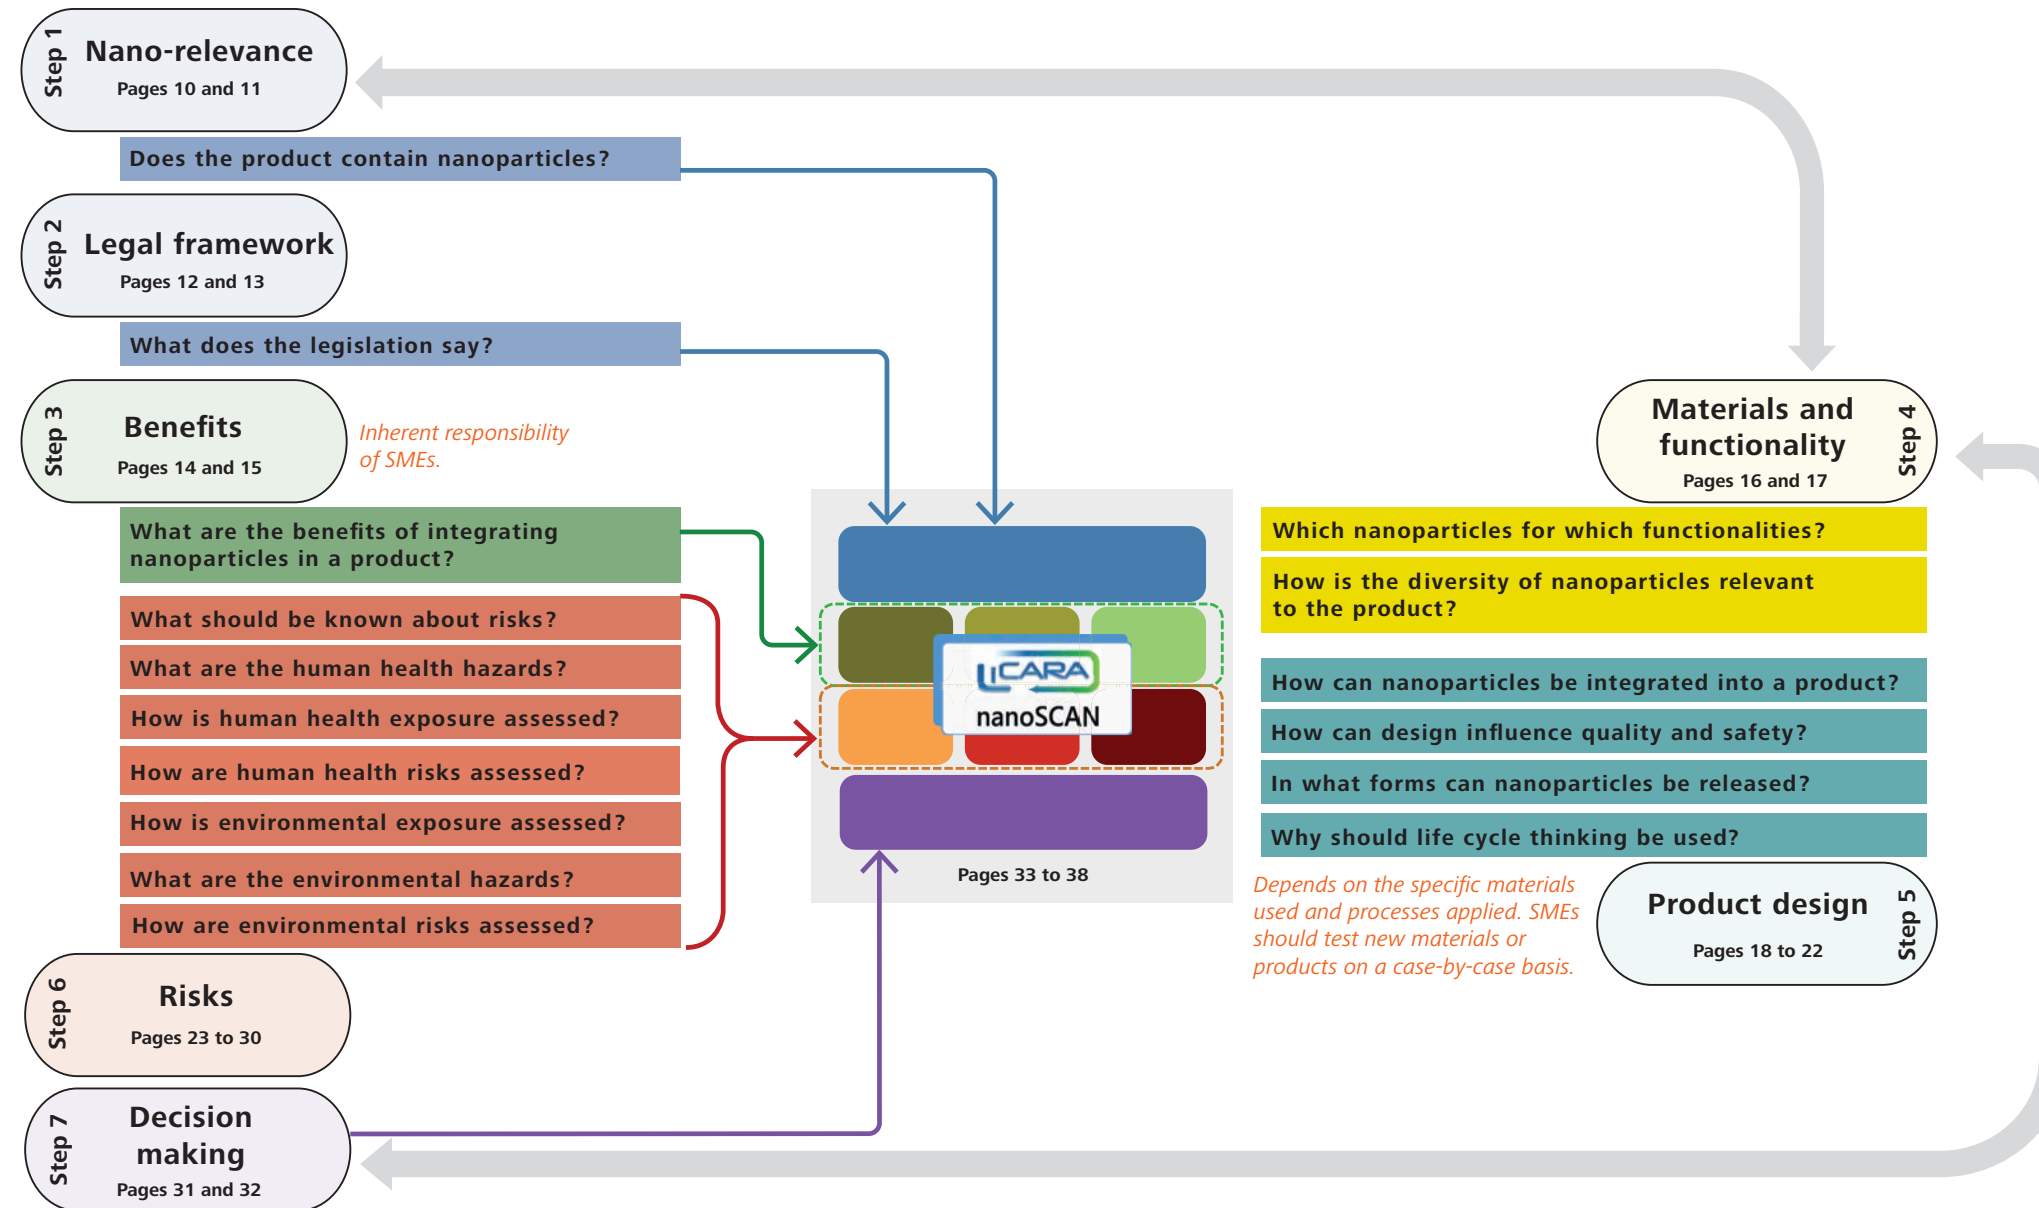 Step 1
Nano-relevance
Pages 10 and 11
Does the product contain nanoparticles?
Step 2
Legal framework
Pages 12 and 13
What does the legislation say?
Step 3
Benefits
Pages 14 and 15
Inherent responsibility
of SMEs.
What are the benefits of integrating
nanoparticles in a product?
What should be known about risks?
What are the human health hazards?
How is human health exposure assessed?
How are human health risks assessed?
How is environmental exposure assessed?
What are the environmental hazards?
How are environmental risks assessed?
Step 6
Risks
Pages 23 to 30
Step 7
Decision
making
Pages 31 and 32
LICARA
nanoSCAN
Pages 33 to 38
Materials and
functionality
Pages 16 and 17
Step 4
Which nanoparticles for which functionalities?
How is the diversity of nanoparticles relevant
to the product?
How can nanoparticles be integrated into a product?
How can design influence quality and safety?
In what forms can nanoparticles be released?
Why should life cycle thinking be used?
Depends on the specific materials
used and processes applied. SMEs
should test new materials or
products on a case-by-case basis.
Product design
Pages 18 to 22
Step 5